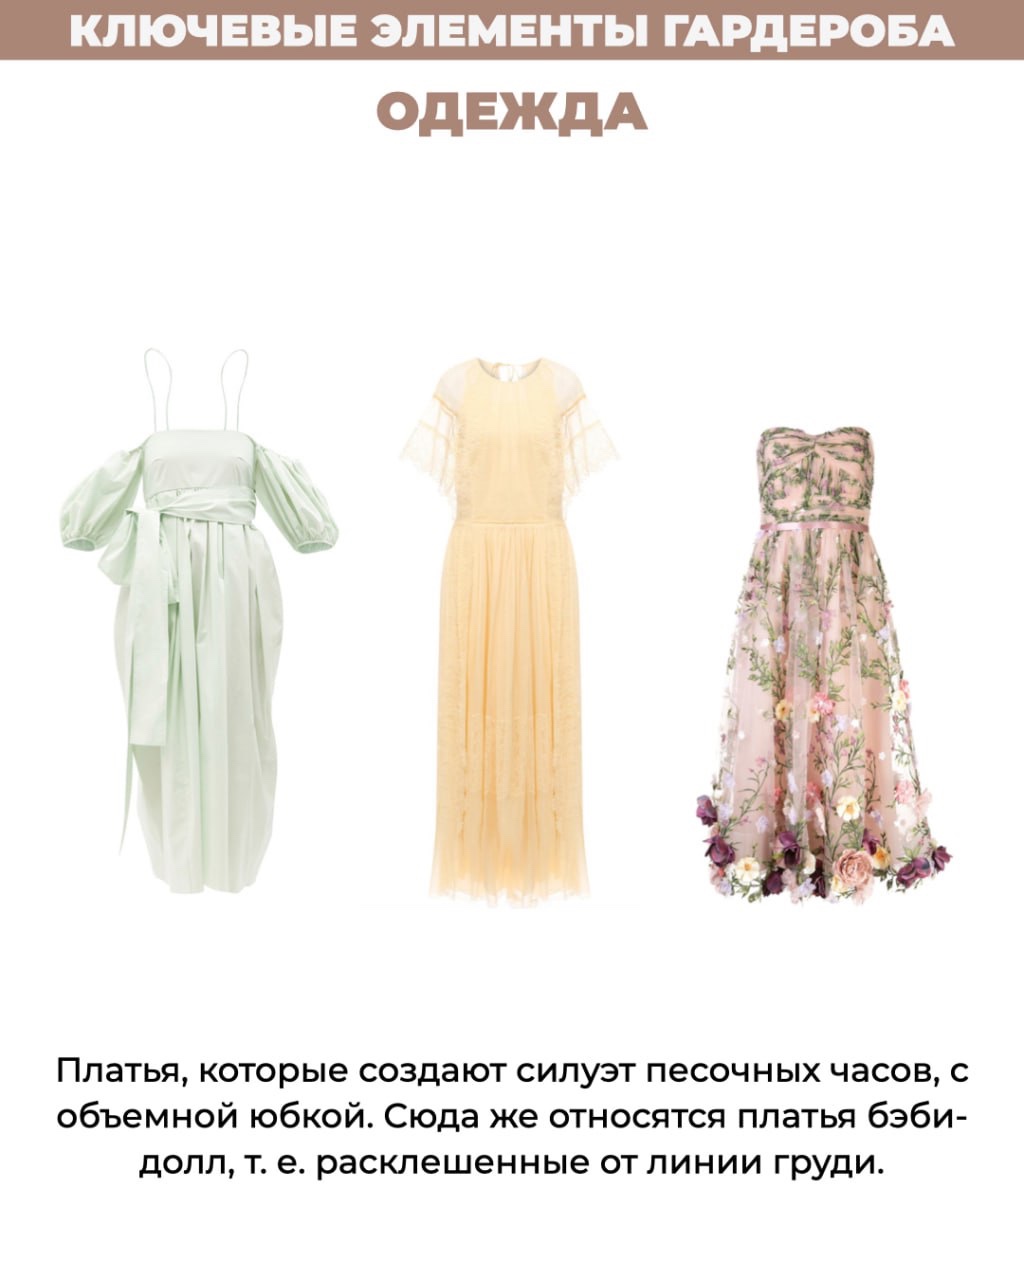 КЛЮЧЕВЫЕ ЭЛЕМЕНТЫ ГАРДЕРОБА
ОДЕЖДА
Платья, которые создают силуэт песочных часов, с
объемной юбкой. Сюда же относятся платья бэби-
долл, т. е. расклешенные от линии груди.